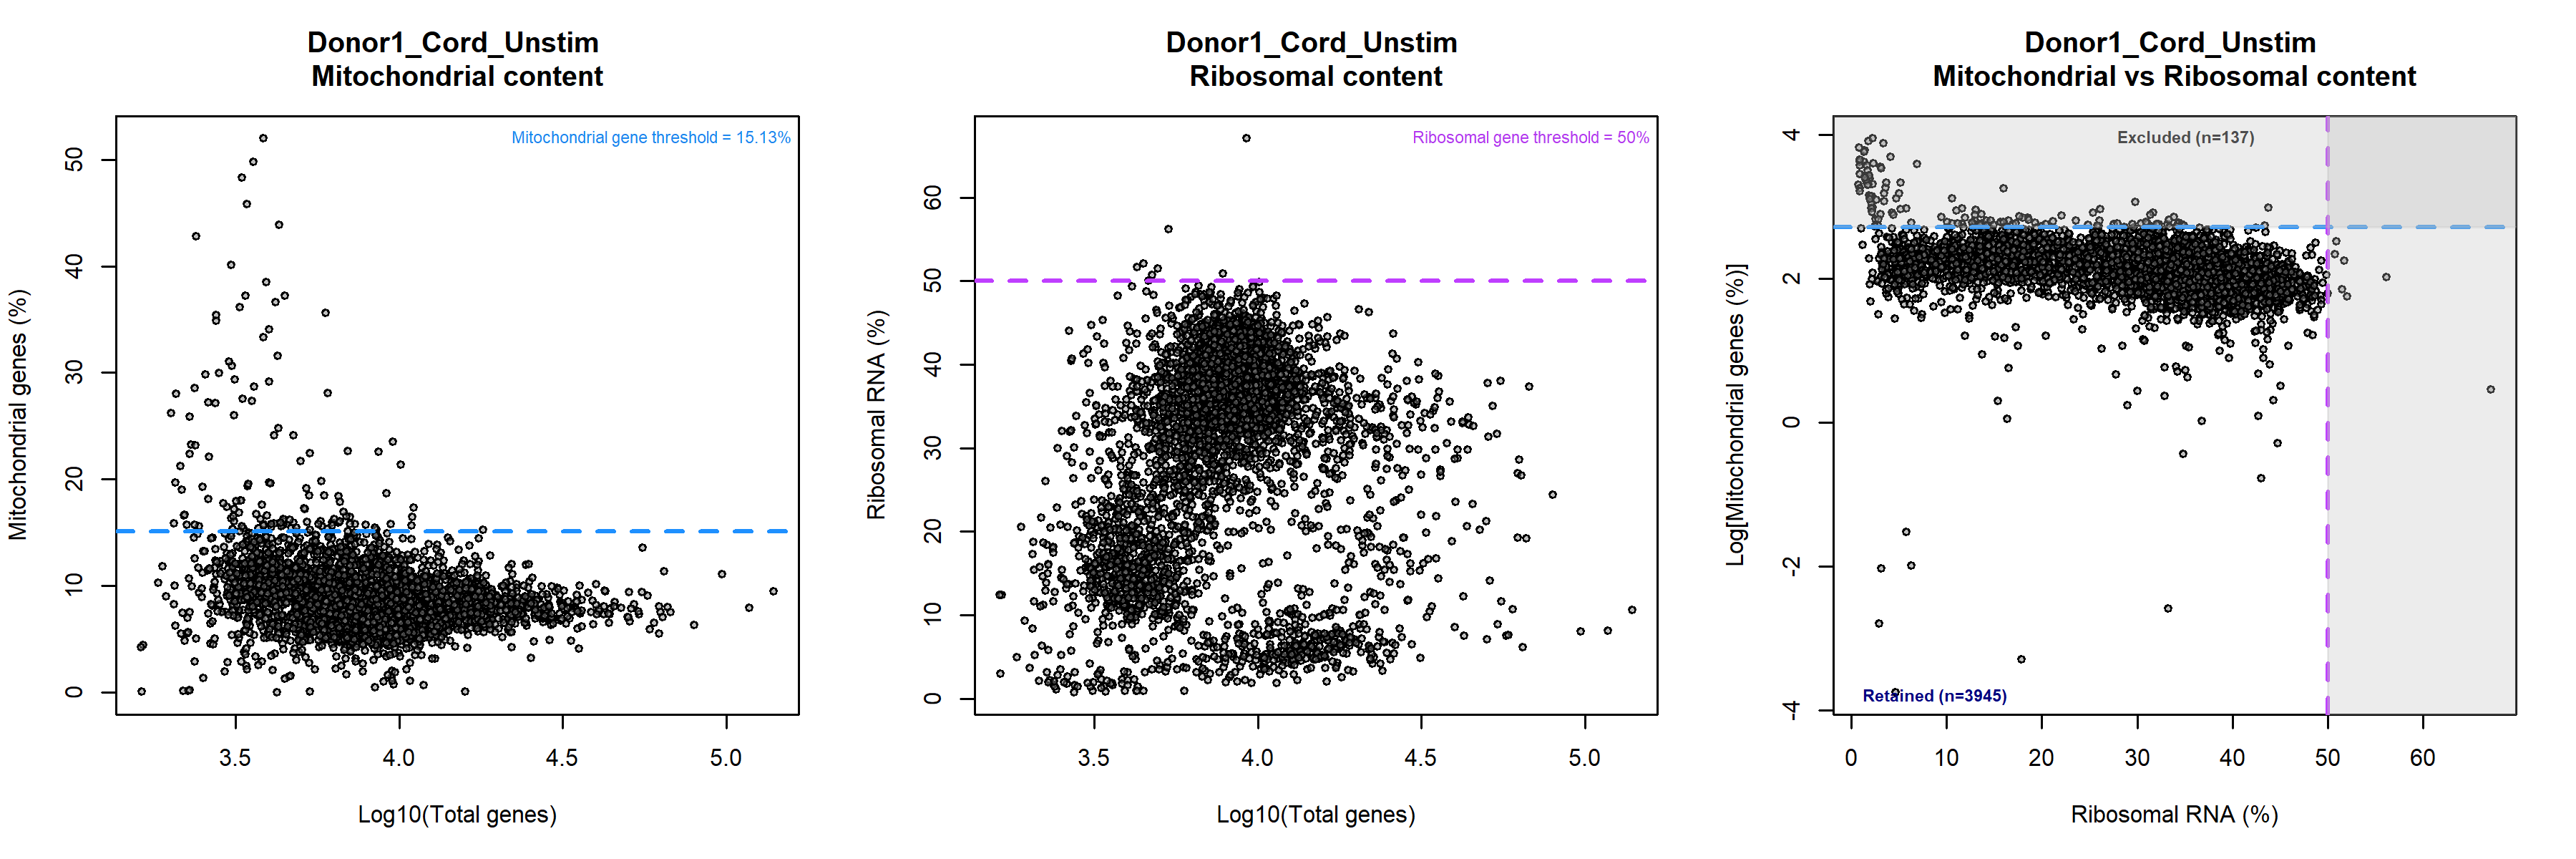 Donor1_Cord_Unstim
Mitochondrial content
Mitochondrial gene threshold = 15.13%
Mitochondrial genes (%)
50
40
30
20
10
0
3.5
4.0
4.5
5.0
Log10(Total genes)
Donor1_Cord_Unstim
Ribosomal content
Ribosomal gene threshold = 50%
Ribosomal RNA (%)
60
50
40
30
20
10
0
3.5
4.0
4.5
5.0
Log10(Total genes)
Donor1_Cord_Unstim
Mitochondrial vs Ribosomal content
Excluded (n=137)
Log[Mitochondrial genes (%)]
4
2
0
-2
-4
Retained (n=3945)
0
10
20
30
40
50
60
Ribosomal RNA (%)